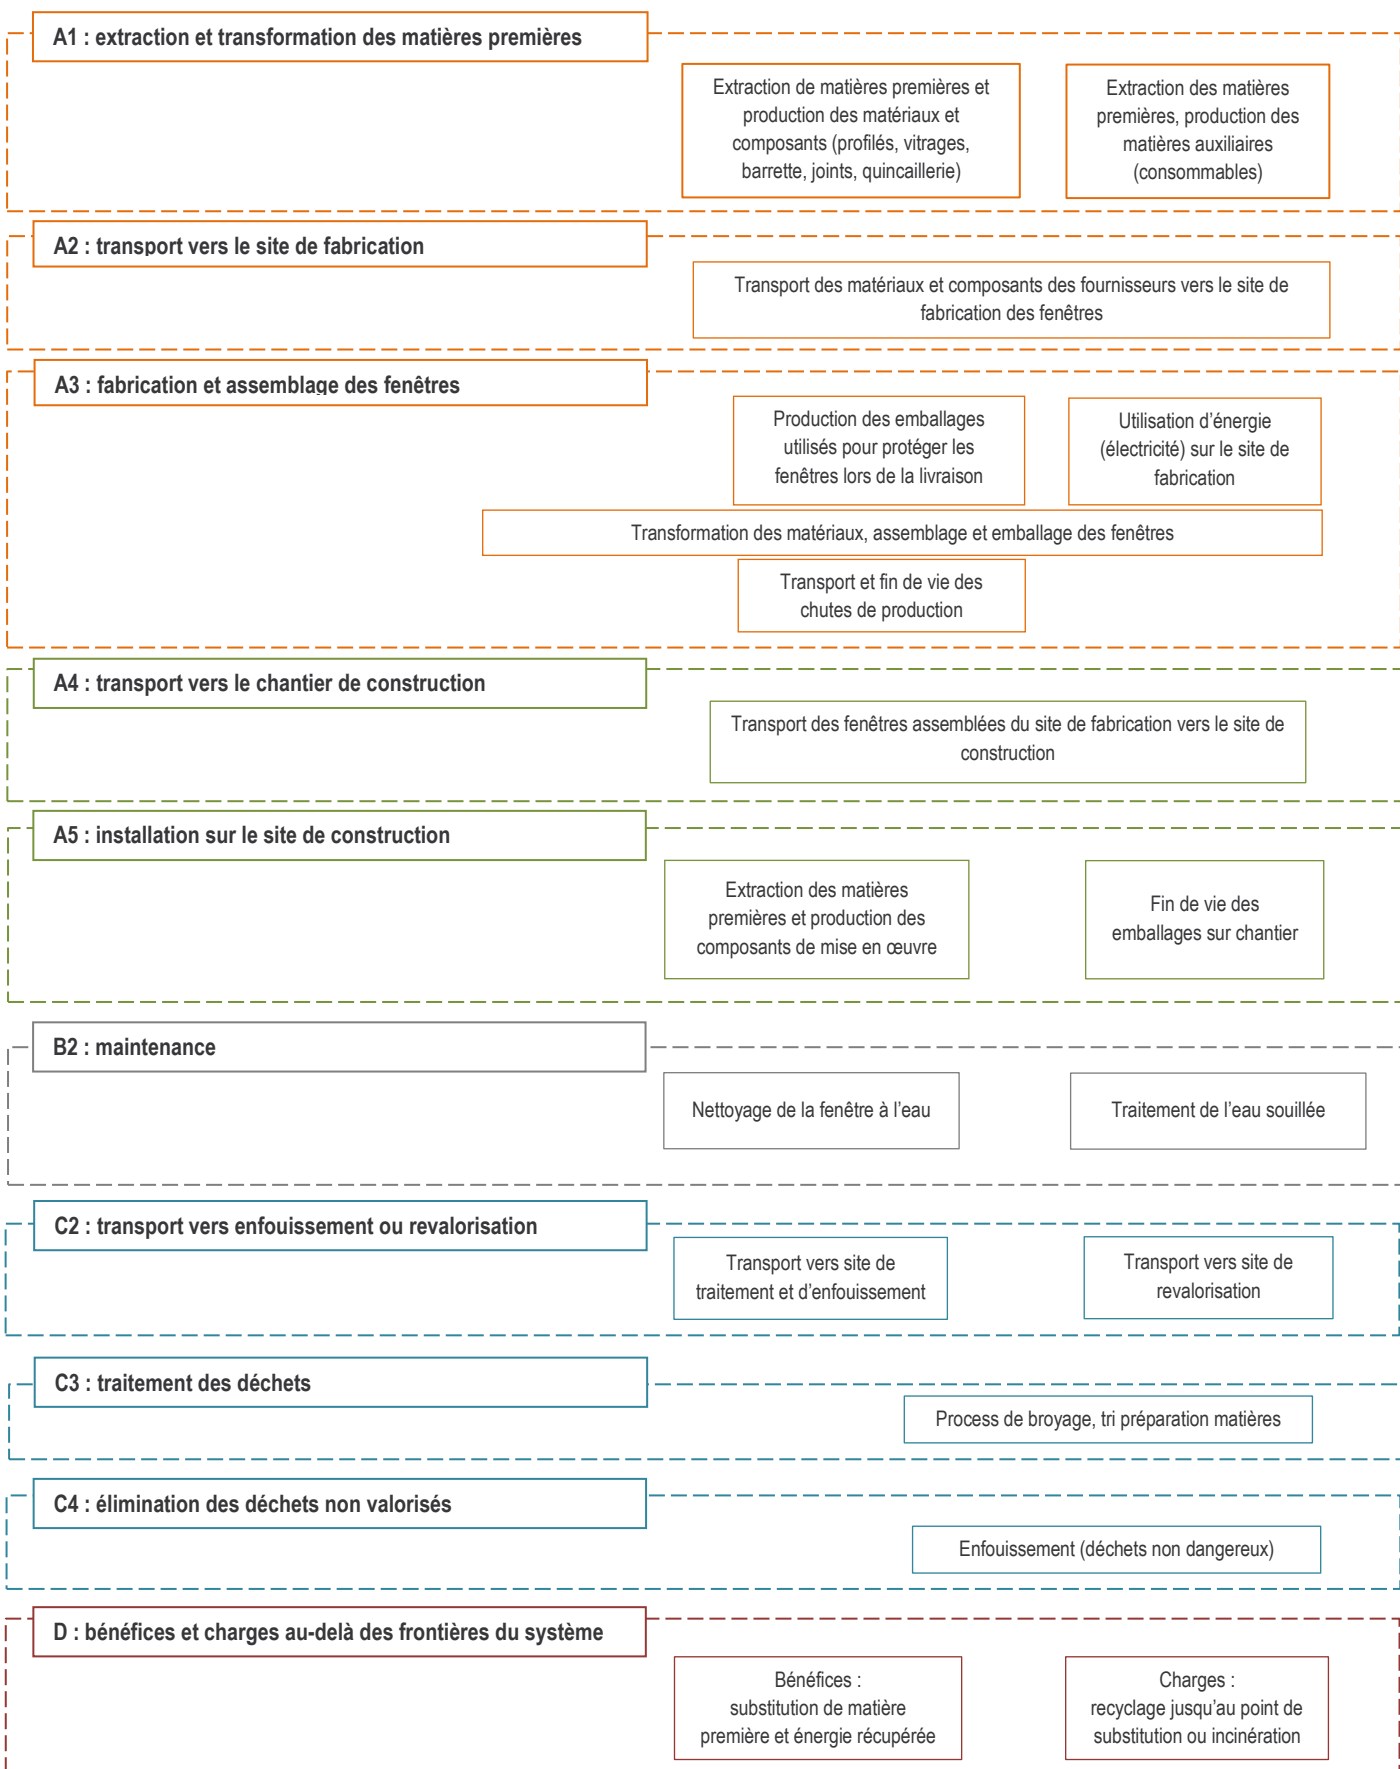 A1 : extraction et transformation des matières premières
Extraction de matières premières et
production des matériaux et
composants (profilés, vitrages,
barrette, joints, quincaillerie)
Extraction des matières
premières, production des
matières auxiliaires
(consommables)
A2 : transport vers le site de fabrication
Transport des matériaux et composants des fournisseurs vers le site de
fabrication des fenêtres
A3 : fabrication et assemblage des fenêtres
Production des emballages
utilisés pour protéger les
fenêtres lors de la livraison
Utilisation d’énergie
(électricité) sur le site de
fabrication
Transformation des matériaux, assemblage et emballage des fenêtres
Transport et fin de vie des
chutes de production
A4 : transport vers le chantier de construction
Transport des fenêtres assemblées du site de fabrication vers le site de
construction
A5 : installation sur le site de construction
Extraction des matières
premières et production des
composants de mise en œuvre
Fin de vie des
emballages sur chantier
B2 : maintenance
Nettoyage de la fenêtre à l’eau
Traitement de l’eau souillée
C2 : transport vers enfouissement ou revalorisation
Transport vers site de
traitement et d’enfouissement
Transport vers site de
revalorisation
C3 : traitement des déchets
Process de broyage, tri préparation matières
C4 : élimination des déchets non valorisés
Enfouissement (déchets non dangereux)
D : bénéfices et charges au-delà des frontières du système
Bénéfices :
substitution de matière
première et énergie récupérée
Charges :
recyclage jusqu’au point de
substitution ou incinération